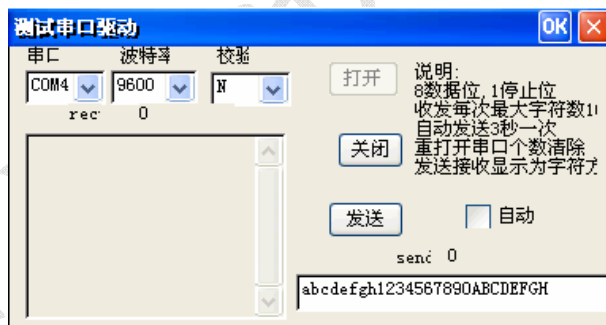 测试串口驱动 OK
串口 波特率 校验
COM4 9600 N
rec 0
打开
关闭
发送
自动
说明:
8数据位,1停止位
收发每次最大字符数1
自动发送3秒一次
重打开串口个数清除
发送接收显示为字符方
send 0
abcdefgh1234567890ABCDEFGH